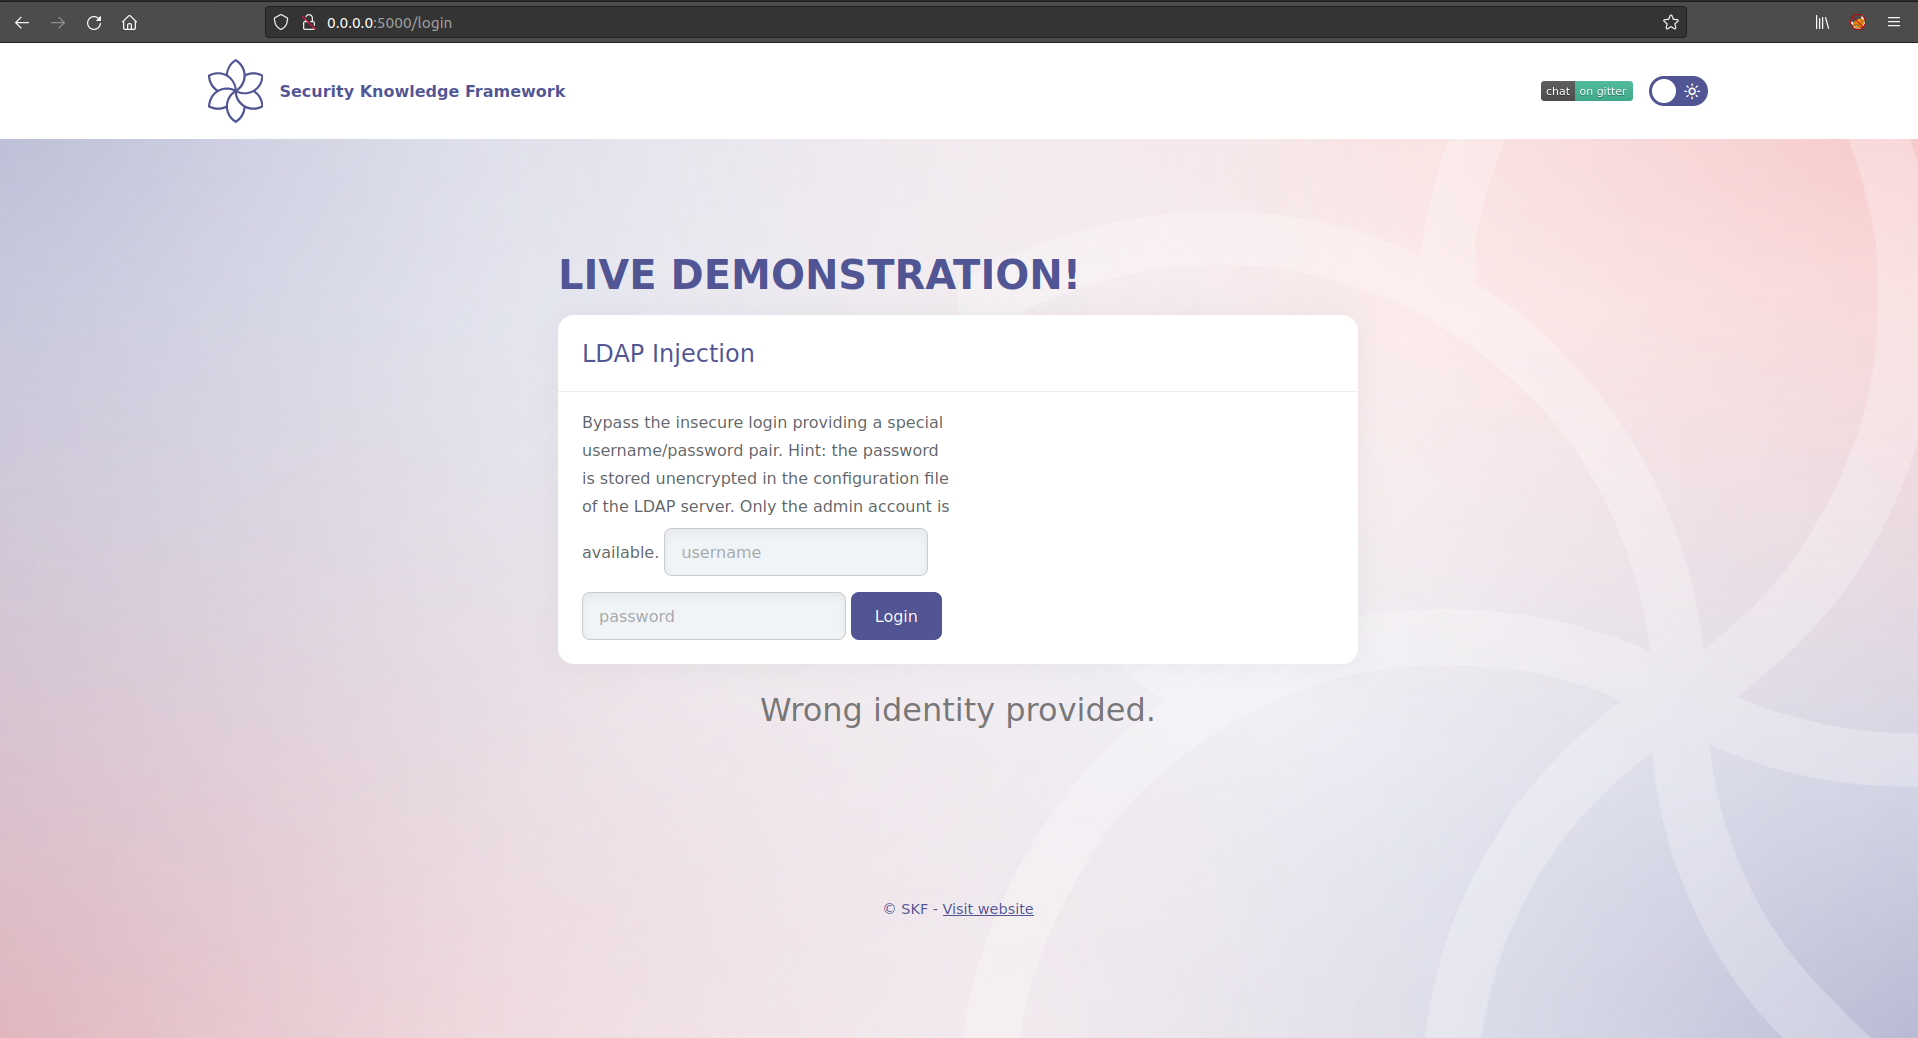 0.0.0.0:5000/login
Security Knowledge Framework
chat on gitter
LIVE DEMONSTRATION!
LDAP Injection
Bypass the insecure login providing a special
username/password pair. Hint: the password
is stored unencrypted in the configuration file
of the LDAP server. Only the admin account is
available. username
password Login
Wrong identity provided.
© SKF - Visit website